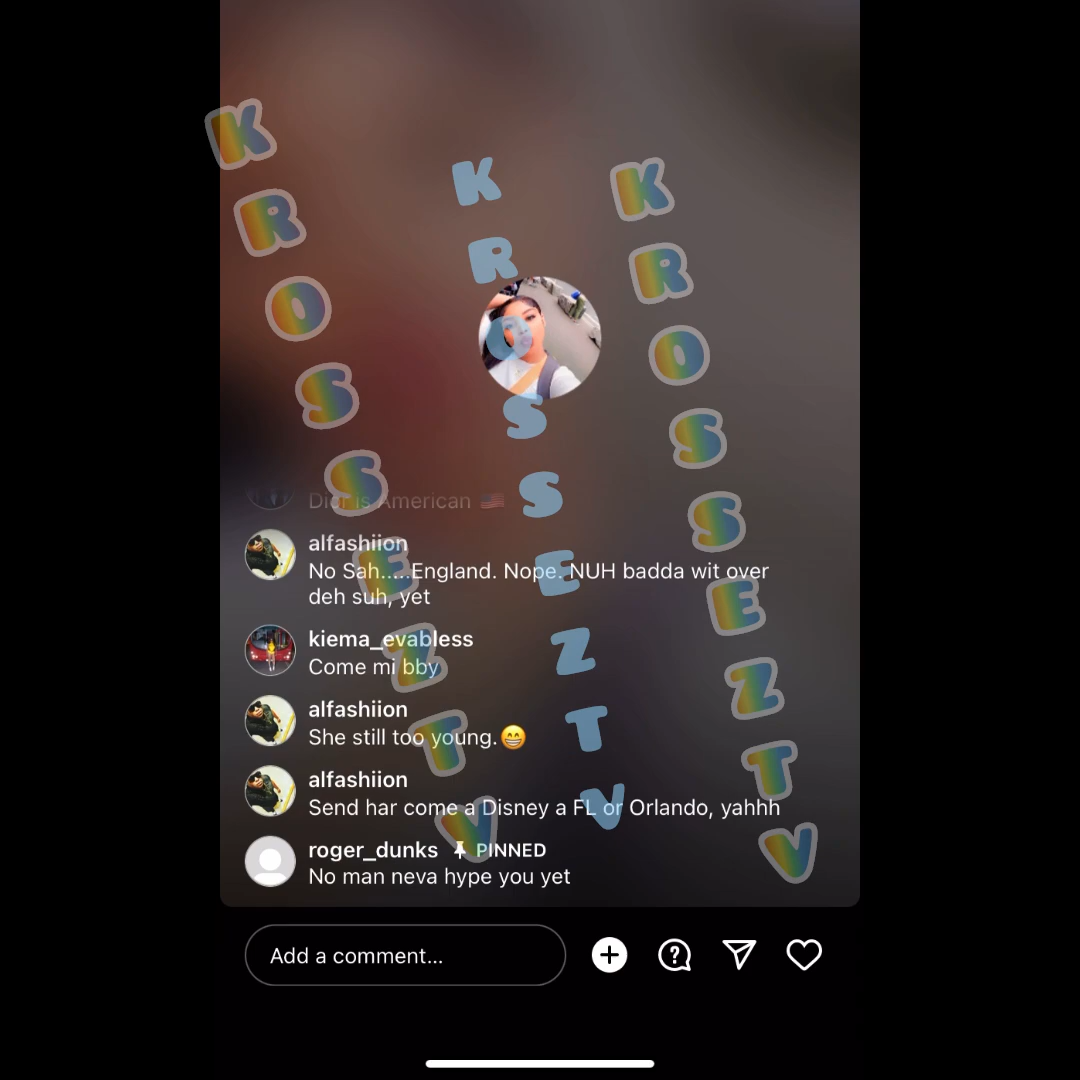 KROSSEZTV
KROSSEZTV
KROSSEZTV
Dior is American 🇺🇸
alfashiion
No Sah.....England. Nope. NUH badda wit over
deh suh, yet
kiema_evabless
Come mi bby
alfashiion
She still too young.😁
alfashiion
Send har come a Disney a FL or Orlando, yahhh
roger_dunks PINNED
No man neva hype you yet
Add a comment...